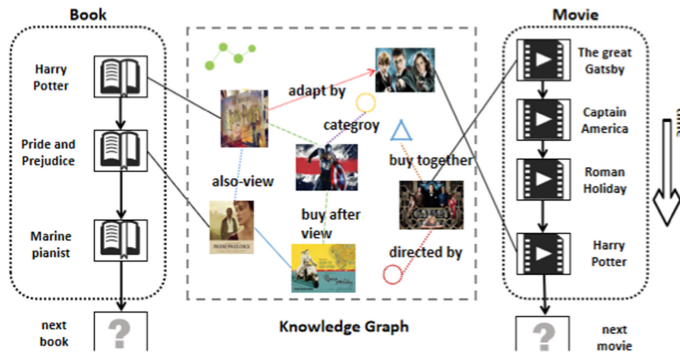 Book
Harry
Potter
Pride and
Prejudice
Marine
pianist
next
book
adapt by
categroy
also-view
buy together
buy after
view
directed by
Knowledge Graph
Movie
The great
Gatsby
Captain
America
Roman
Holiday
Harry
Potter
next
movie